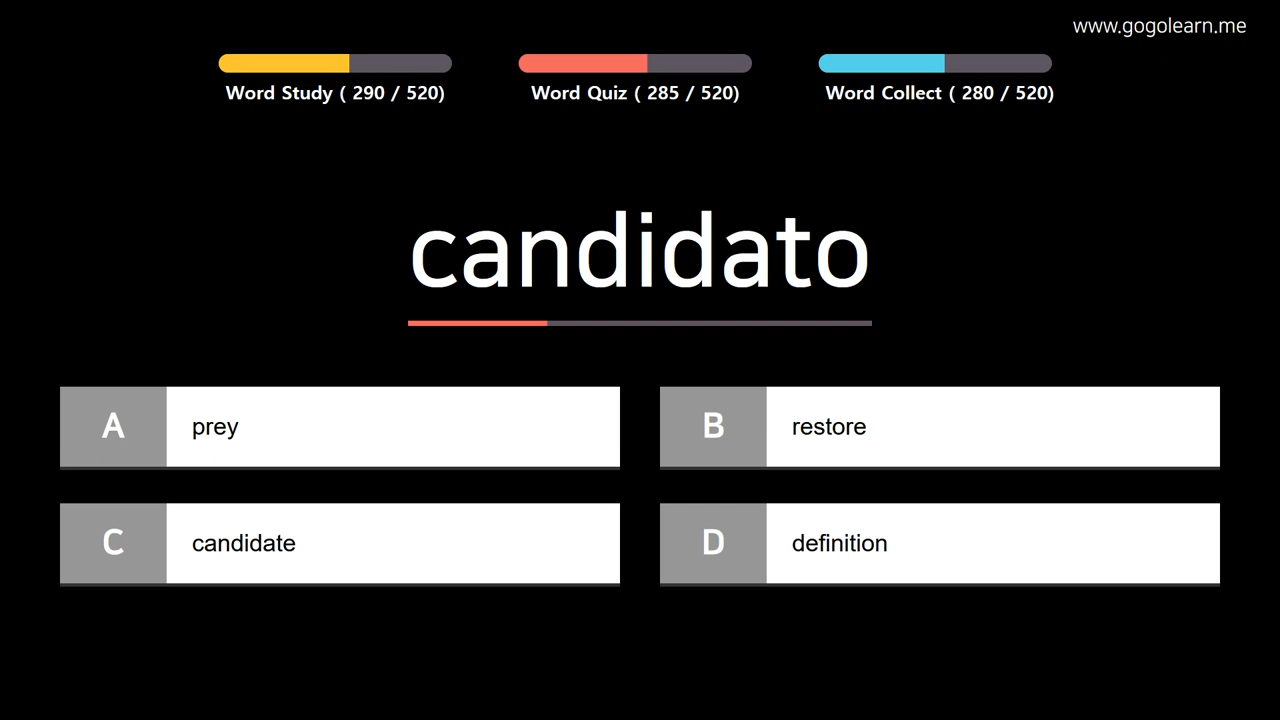 www.gogolearn.me
Word Study ( 290 / 520)
Word Quiz ( 285 / 520)
Word Collect ( 280 / 520)
candidato
A
prey
B
restore
C
candidate
D
definition